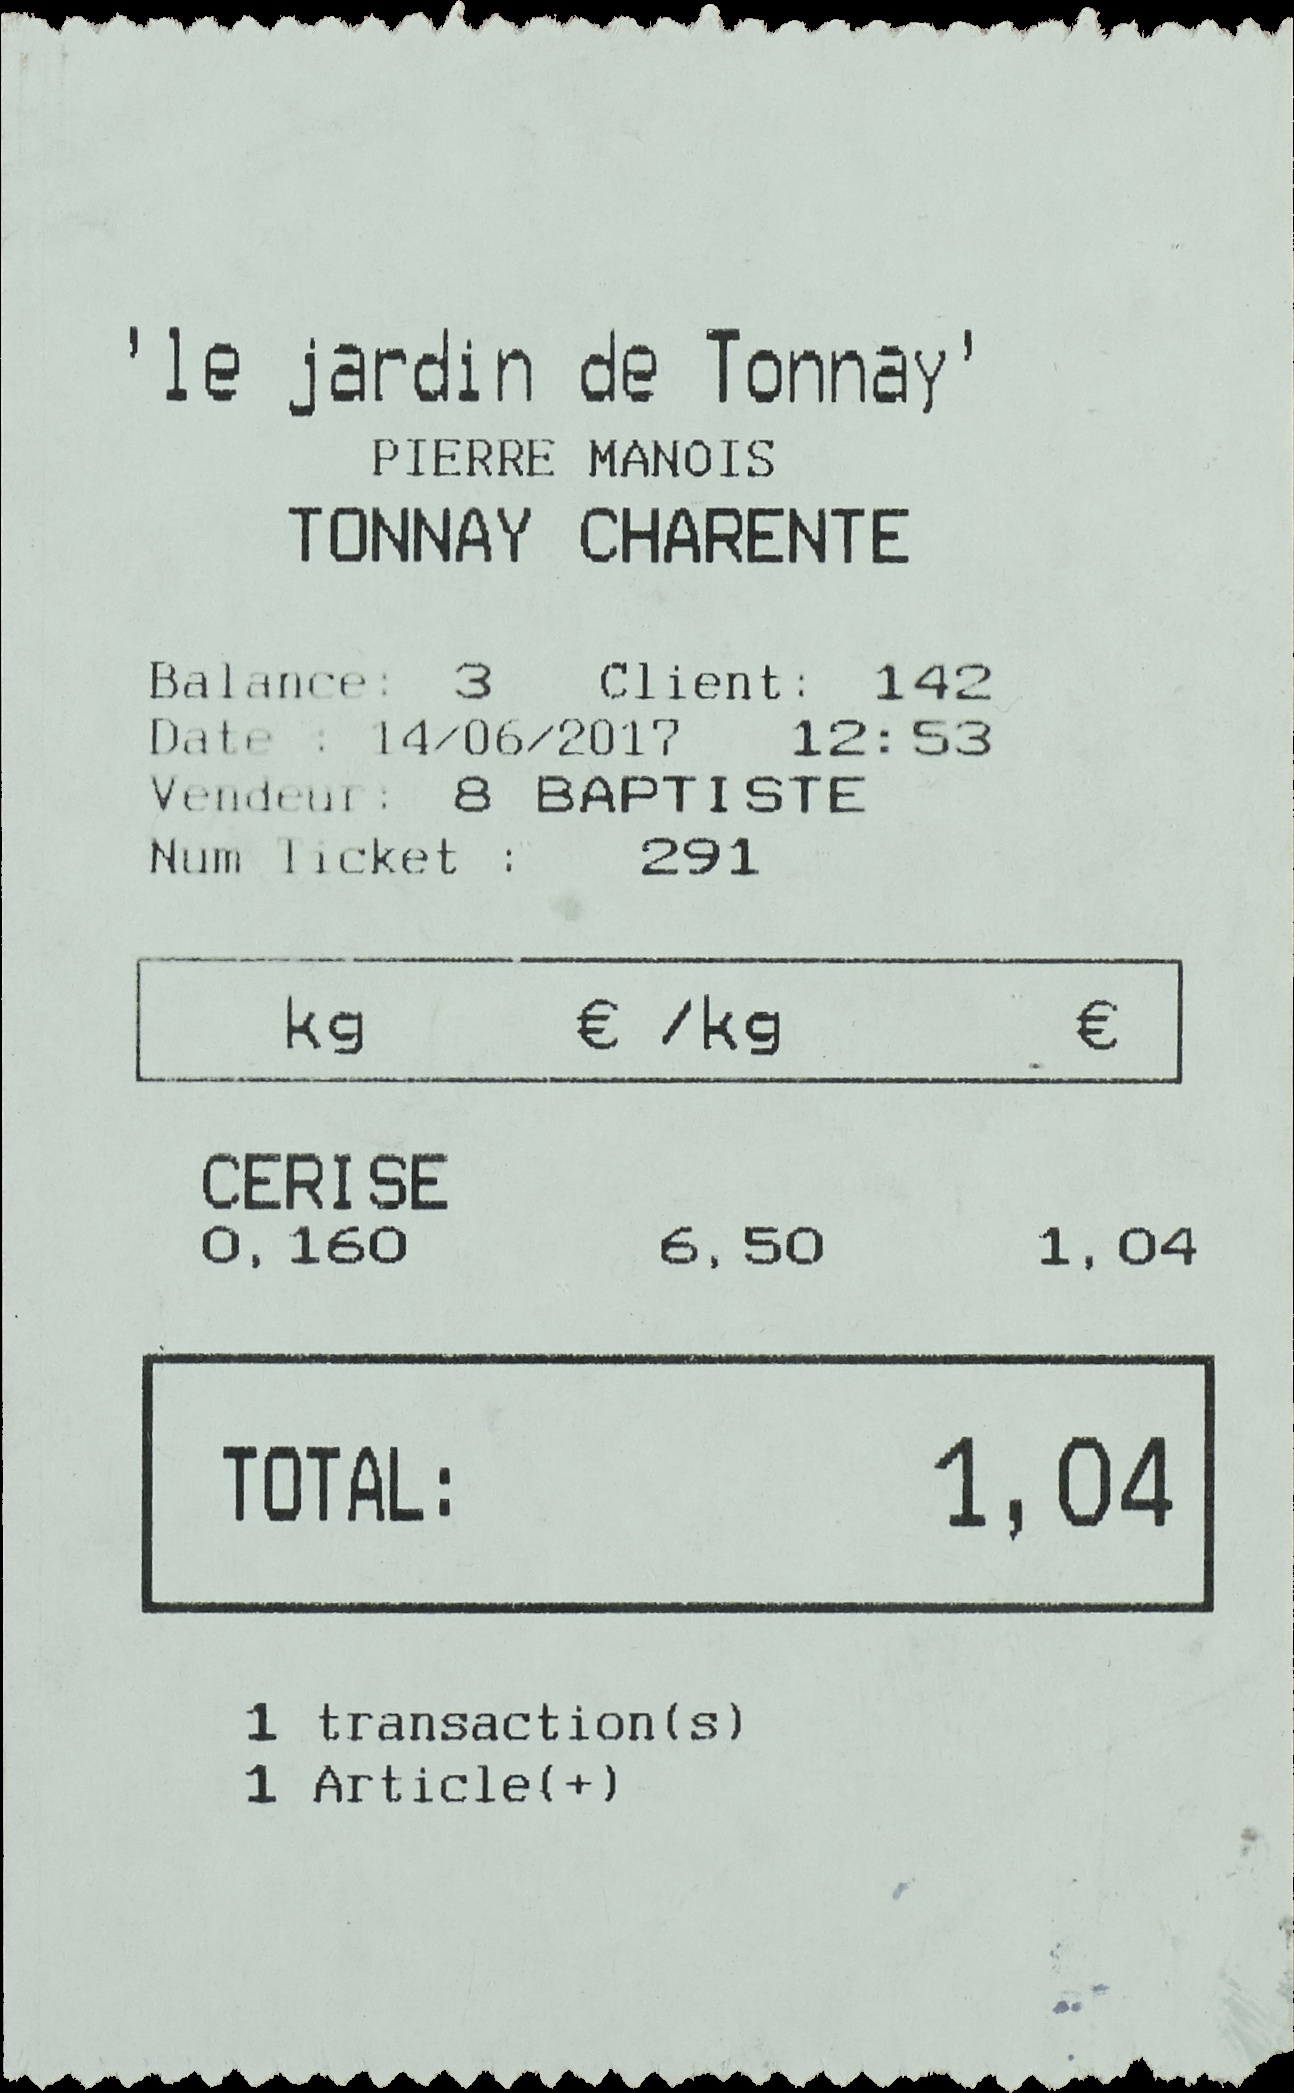 'le jardin de Tonnay'
PIERRE MANOIS
TONNAY CHARENTE
Balance: 3 Client: 142
Date : 14/06/2017 12:53
Vendeur: 8 BAPTISTE
Num Ticket : 291
kg € /kg €
CERISE
0,160 6,50 1,04
TOTAL: 1,04
1 transaction(s)
1 Article(+)